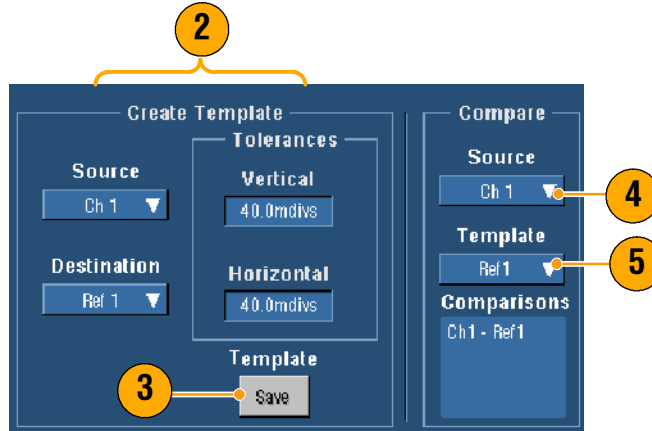 2
Create Template
Tolerances
Source
Ch 1
Vertical
40.0mdivs
Destination
Ref 1
Horizontal
40.0mdivs
Template
3
Save
Compare
Source
Ch 1
4
Template
Ref1
5
Comparisons
Ch1 - Ref1